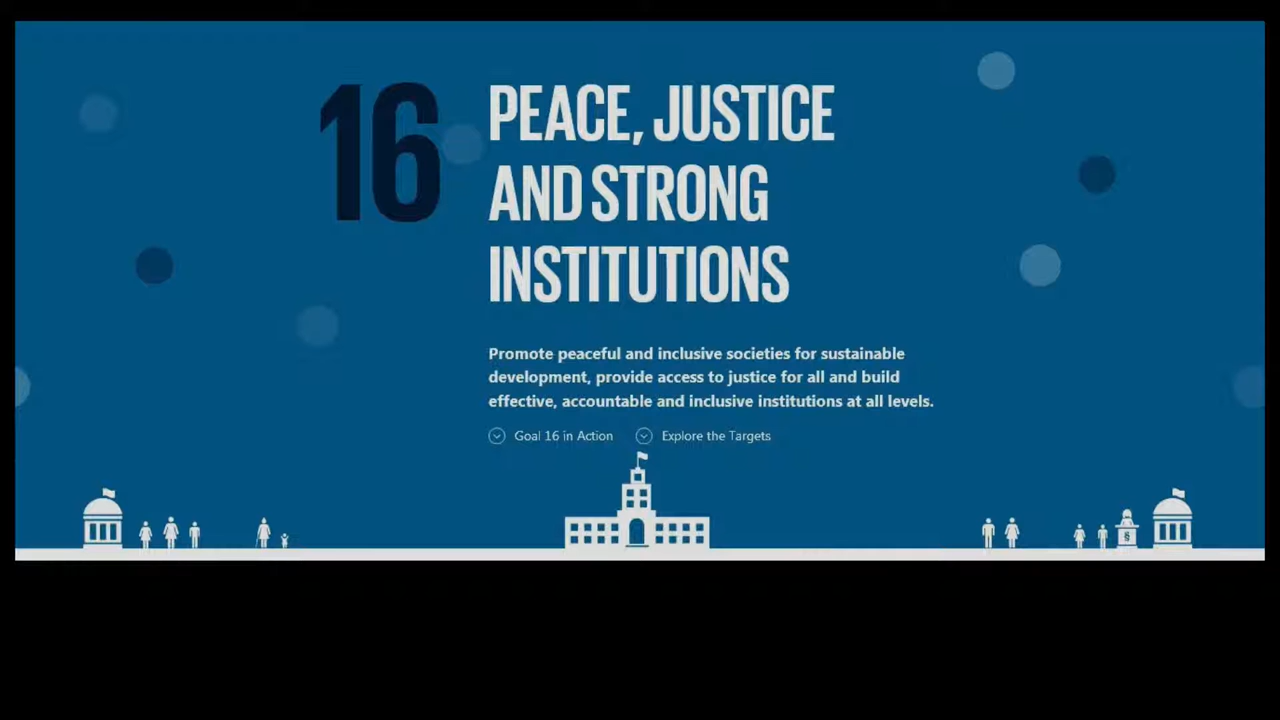 16
PEACE, JUSTICE
AND STRONG
INSTITUTIONS
Promote peaceful and inclusive societies for sustainable
development, provide access to justice for all and build
effective, accountable and inclusive institutions at all levels.
Goal 16 in Action
Explore the Targets
§